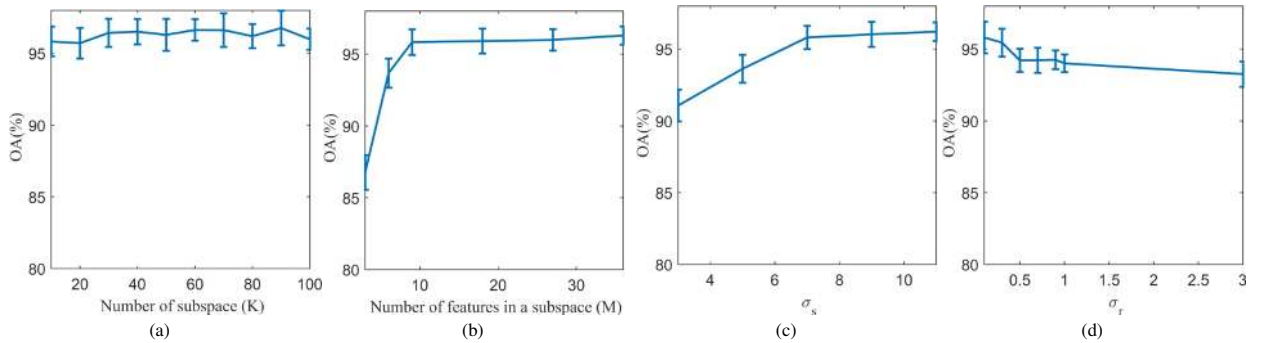 OA(%)
95
90
85
80
20 40 60 80 100
Number of subspace (K)
(a)
OA(%)
95
90
85
80
10 20 30
Number of features in a subspace (M)
(b)
OA(%)
95
90
85
80
4 6 8 10
σs
(c)
OA(%)
95
90
85
80
0.5 1 1.5 2 2.5 3
σr
(d)